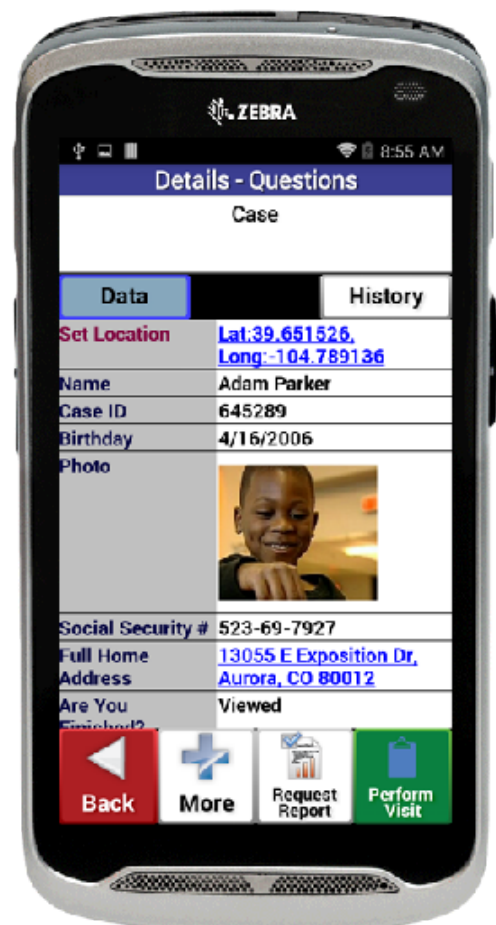 ZEBRA
8:55 AM
Details - Questions
Case
Data History
Set Location Lat:39.651526,
Long:-104.789136
Name Adam Parker
Case ID 645289
Birthday 4/16/2006
Photo
Social Security # 523-69-7927
Full Home 13055 E Exposition Dr,
Address Aurora, CO 80012
Are You Viewed
Finished?
Back More Request Perform
Report Visit